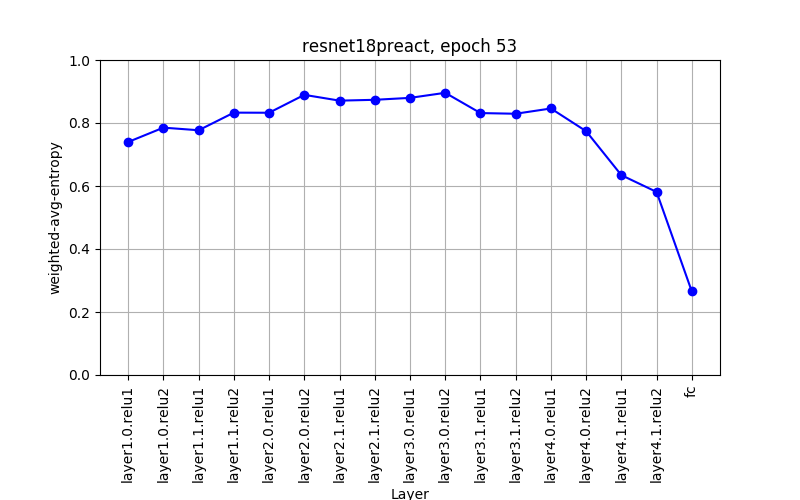 resnet18preact, epoch 53
weighted-avg-entropy
1.0
0.8
0.6
0.4
0.2
0.0
layer1.0.relu1
layer1.0.relu2
layer1.1.relu1
layer1.1.relu2
layer2.0.relu1
layer2.0.relu2
layer2.1.relu1
layer2.1.relu2
layer3.0.relu1
layer3.0.relu2
layer3.1.relu1
layer3.1.relu2
layer4.0.relu1
layer4.0.relu2
layer4.1.relu1
layer4.1.relu2
fc
Layer